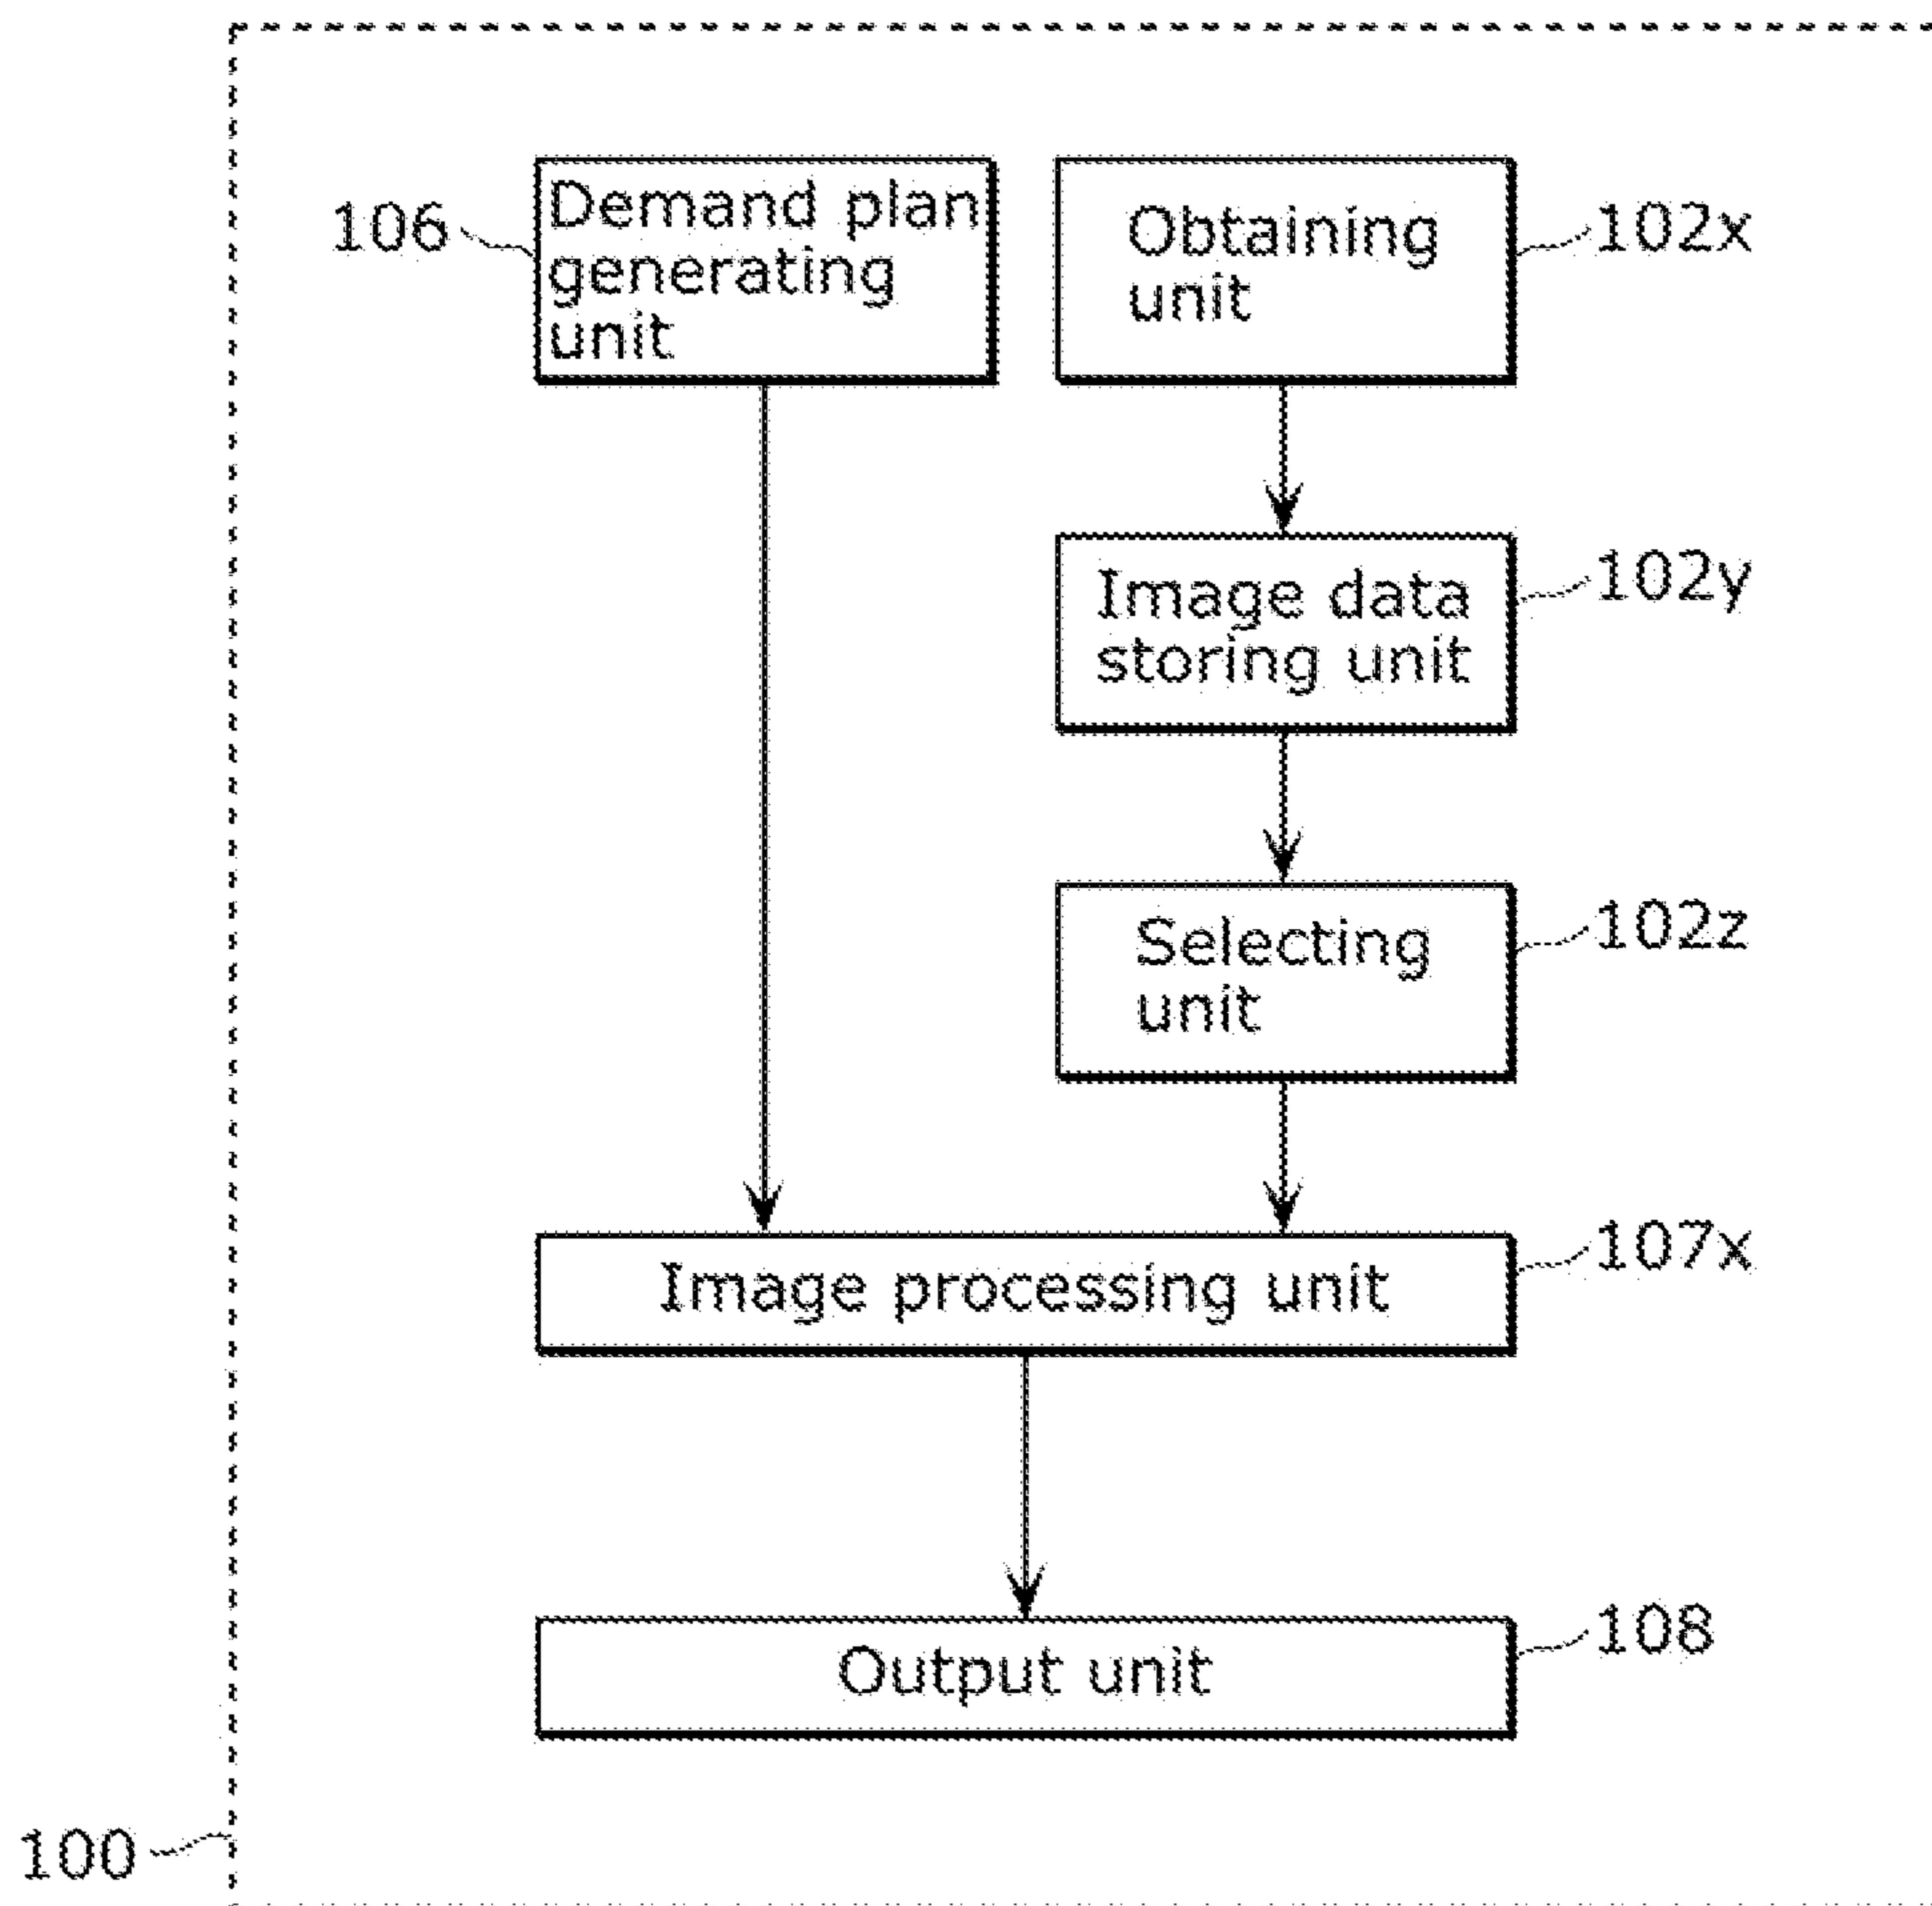 106
Demand plan
generating
unit
Obtaining
unit
102x
Image data
storing unit
102y
Selecting
unit
102z
Image processing unit
107x
Output unit
108
100